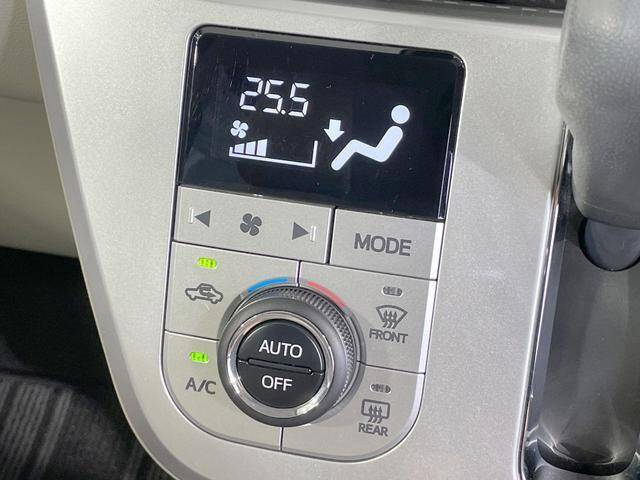 25.5
MODE
FRONT
AUTO
OFF
A/C
REAR